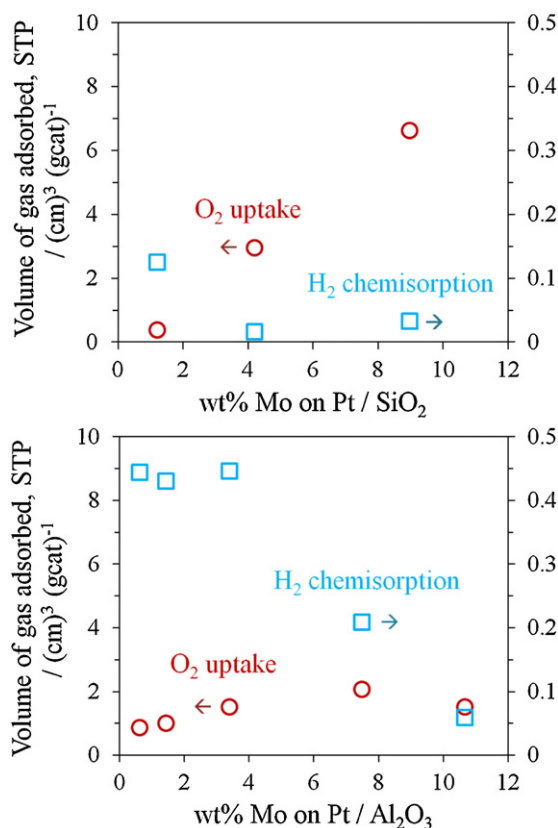 Volume of gas adsorbed, STP
/ (cm)³ (gcat)⁻¹
10
8
6
4
2
0
0.5
0.4
0.3
0.2
0.1
0
O₂ uptake
H₂ chemisorption
0 2 4 6 8 10 12
wt% Mo on Pt / SiO₂
Volume of gas adsorbed, STP
/ (cm)³ (gcat)⁻¹
10
8
6
4
2
0
0.5
0.4
0.3
0.2
0.1
0
H₂ chemisorption
O₂ uptake
0 2 4 6 8 10 12
wt% Mo on Pt / Al₂O₃